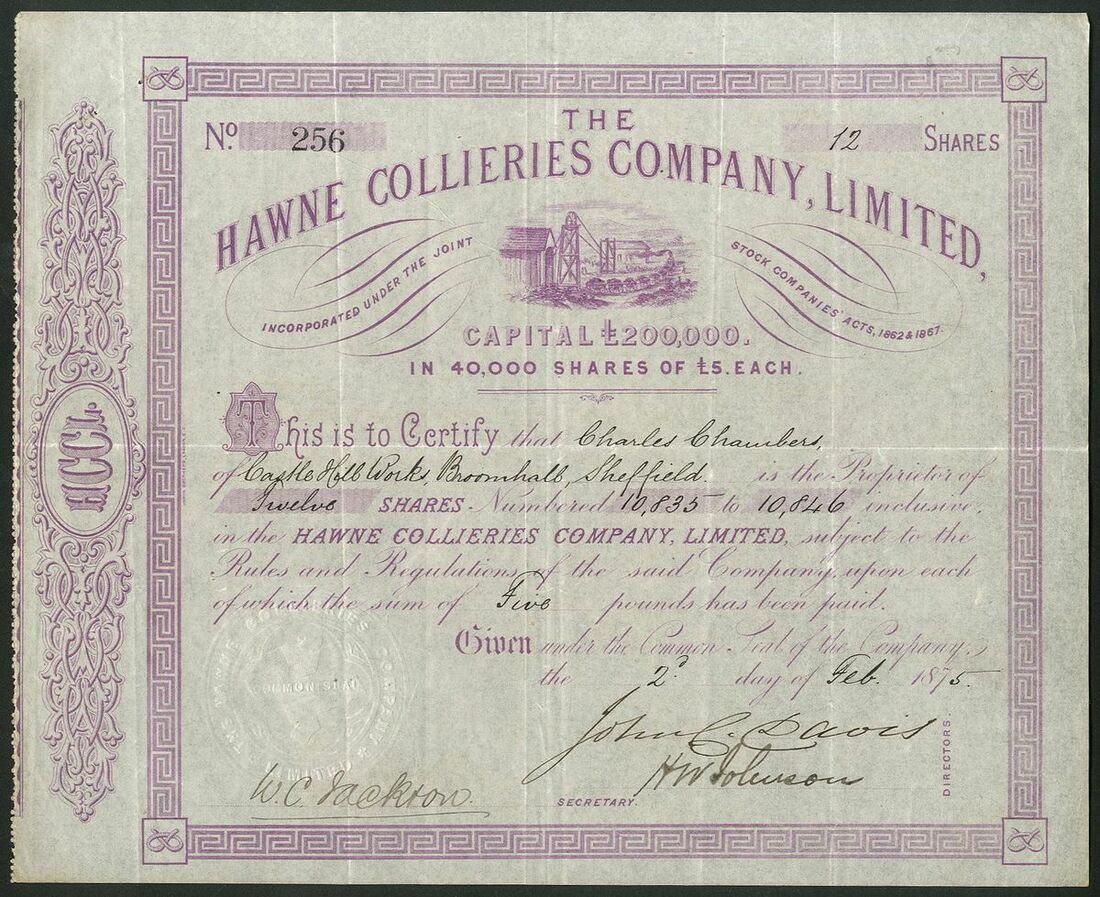 THE
No. 256
12 SHARES
HAWNE COLLIERIES COMPANY, LIMITED,
INCORPORATED UNDER THE JOINT
STOCK COMPANIES' ACTS, 1862 & 1867.
CAPITAL £200,000.
IN 40,000 SHARES OF £5. EACH.
HCCL.
This is to Certify that Charles Chambers,
of Castle Hill Works, Broomhall, Sheffield. is the Proprietor of
Twelve SHARES. Numbered 10,835 to 10,846 inclusive,
in the HAWNE COLLIERIES COMPANY, LIMITED, subject to the
Rules and Regulations of the said Company, upon each
of which the sum of Five pounds has been paid.
Given under the Common Seal of the Company,
the 2d day of Feb. 1875.
COMMON SEAL
John C. Davis
DIRECTORS.
W. C. Jackson.
SECRETARY.